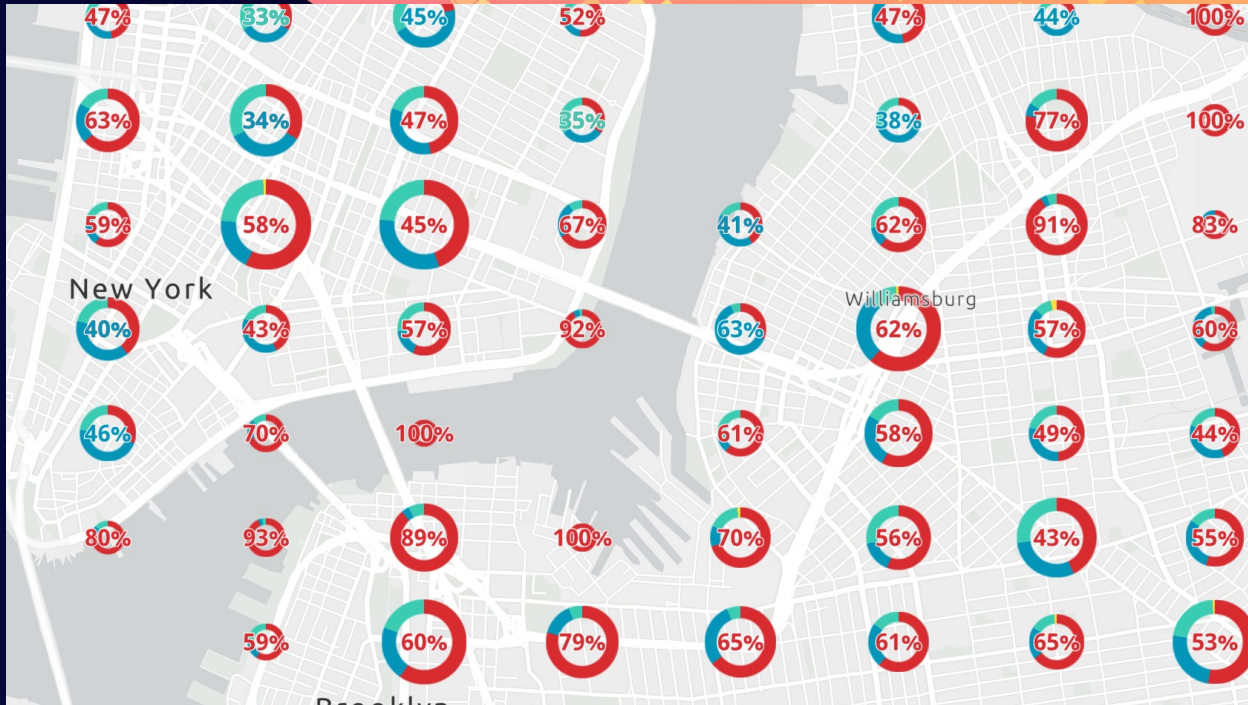 47% 33% 45% 52% 47% 44% 100%
63% 34% 47% 35% 38% 77% 100%
59% 58% 45% 67% 41% 62% 91% 83%
New York
Williamsburg
40% 43% 57% 92% 63% 62% 57% 60%
46% 70% 100% 61% 58% 49% 44%
80% 93% 89% 100% 70% 56% 43% 55%
59% 60% 79% 65% 61% 65% 53%
Brooklyn